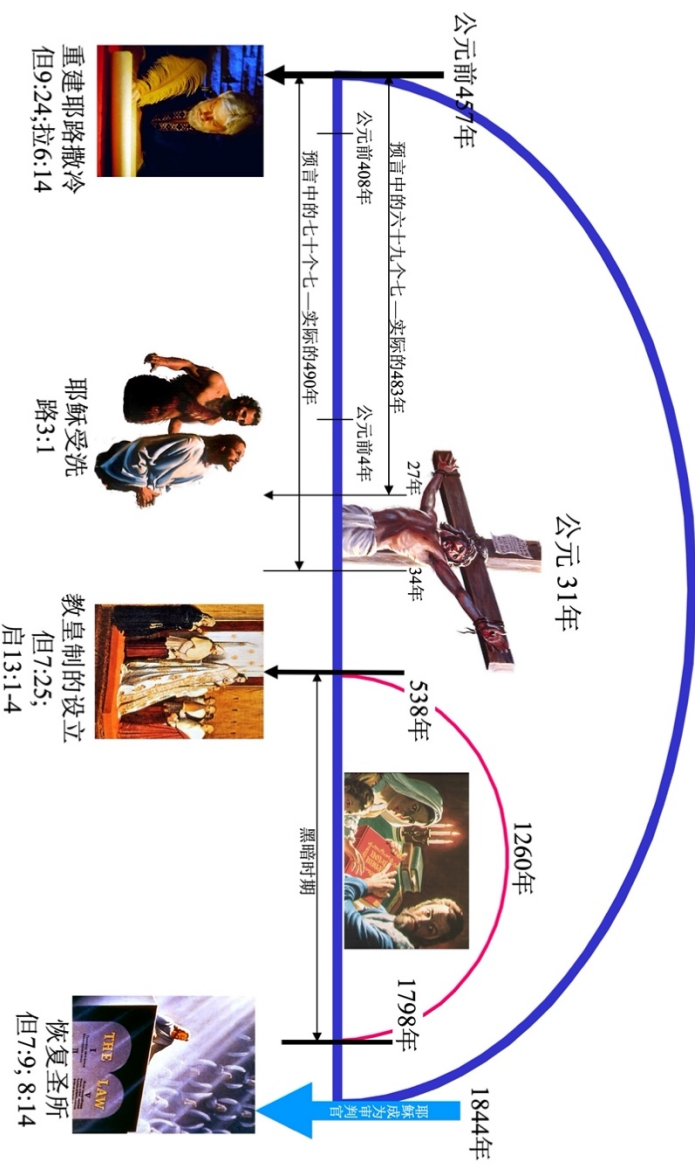 公元前457年
公元前408年
预言中的六十九个七—实际的483年
预言中的七十个七—实际的490年
重建耶路撒冷
但9:24;拉6:14
公元前4年
27年
公元 31年
34年
耶稣受洗
路3:1
538年
教皇制的设立
但7:25;
启13:1-4
1260年
黑暗时期
1798年
1844年
耶稣成为审判官
THE LAW
I
II
V
恢复圣所
但7:9; 8:14